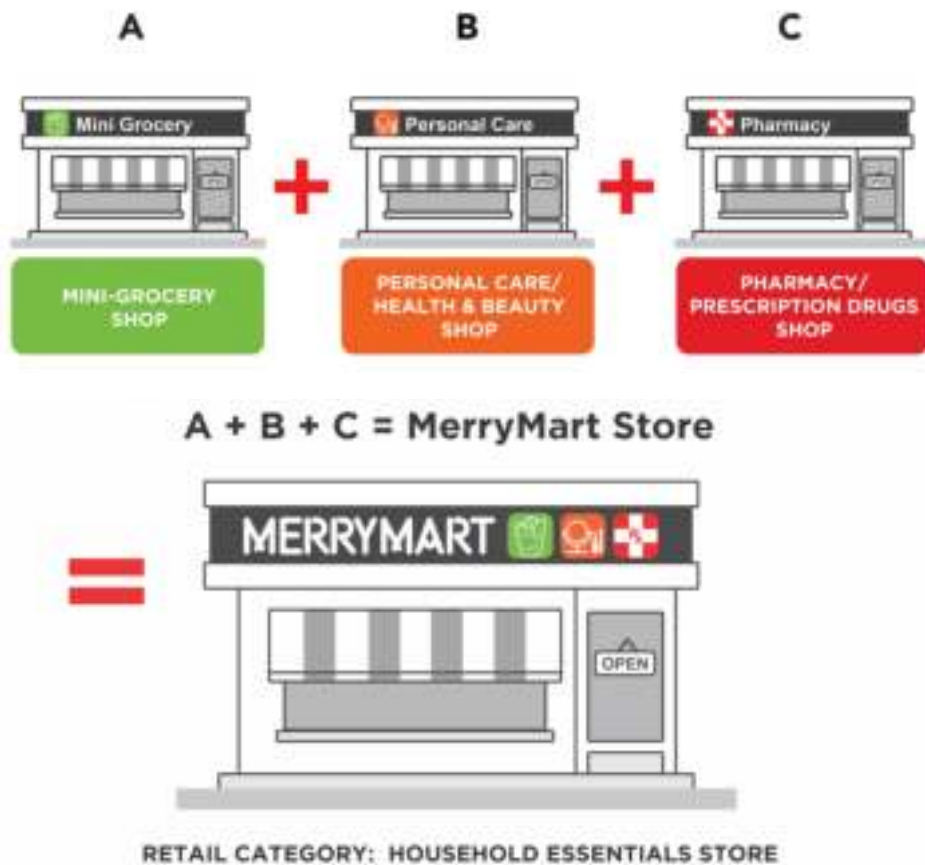 A
B
C
Mini Grocery
Personal Care
Pharmacy
MINI-GROCERY
SHOP
PERSONAL CARE/
HEALTH & BEAUTY
SHOP
PHARMACY/
PRESCRIPTION DRUGS
SHOP
A + B + C = MerryMart Store
MERRYMART
OPEN
RETAIL CATEGORY: HOUSEHOLD ESSENTIALS STORE